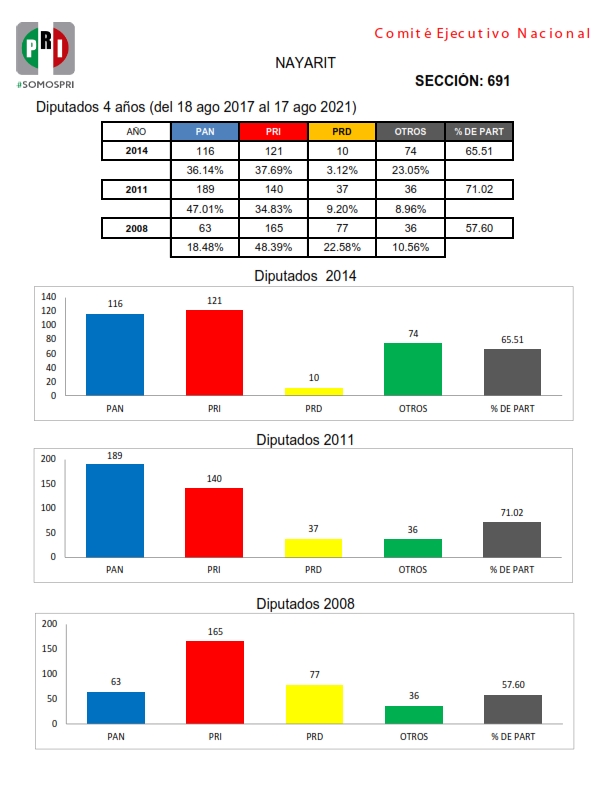 Comité Ejecutivo Nacional
PRI
#SOMOSPRI
NAYARIT
SECCIÓN: 691
Diputados 4 años (del 18 ago 2017 al 17 ago 2021)
AÑO PAN PRI PRD OTROS % DE PART
2014 116 121 10 74 65.51
36.14% 37.69% 3.12% 23.05%
2011 189 140 37 36 71.02
47.01% 34.83% 9.20% 8.96%
2008 63 165 77 36 57.60
18.48% 48.39% 22.58% 10.56%
Diputados 2014
140
120
100
80
60
40
20
0
116 121 10 74 65.51
PAN PRI PRD OTROS % DE PART
Diputados 2011
200
150
100
50
0
189 140 37 36 71.02
PAN PRI PRD OTROS % DE PART
Diputados 2008
200
150
100
50
0
63 165 77 36 57.60
PAN PRI PRD OTROS % DE PART